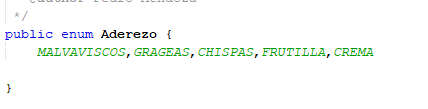 */
public enum Aderezo {
MALVAVISCOS,GRAGEAS,CHISPAS,FRUTILLA,CREMA
}